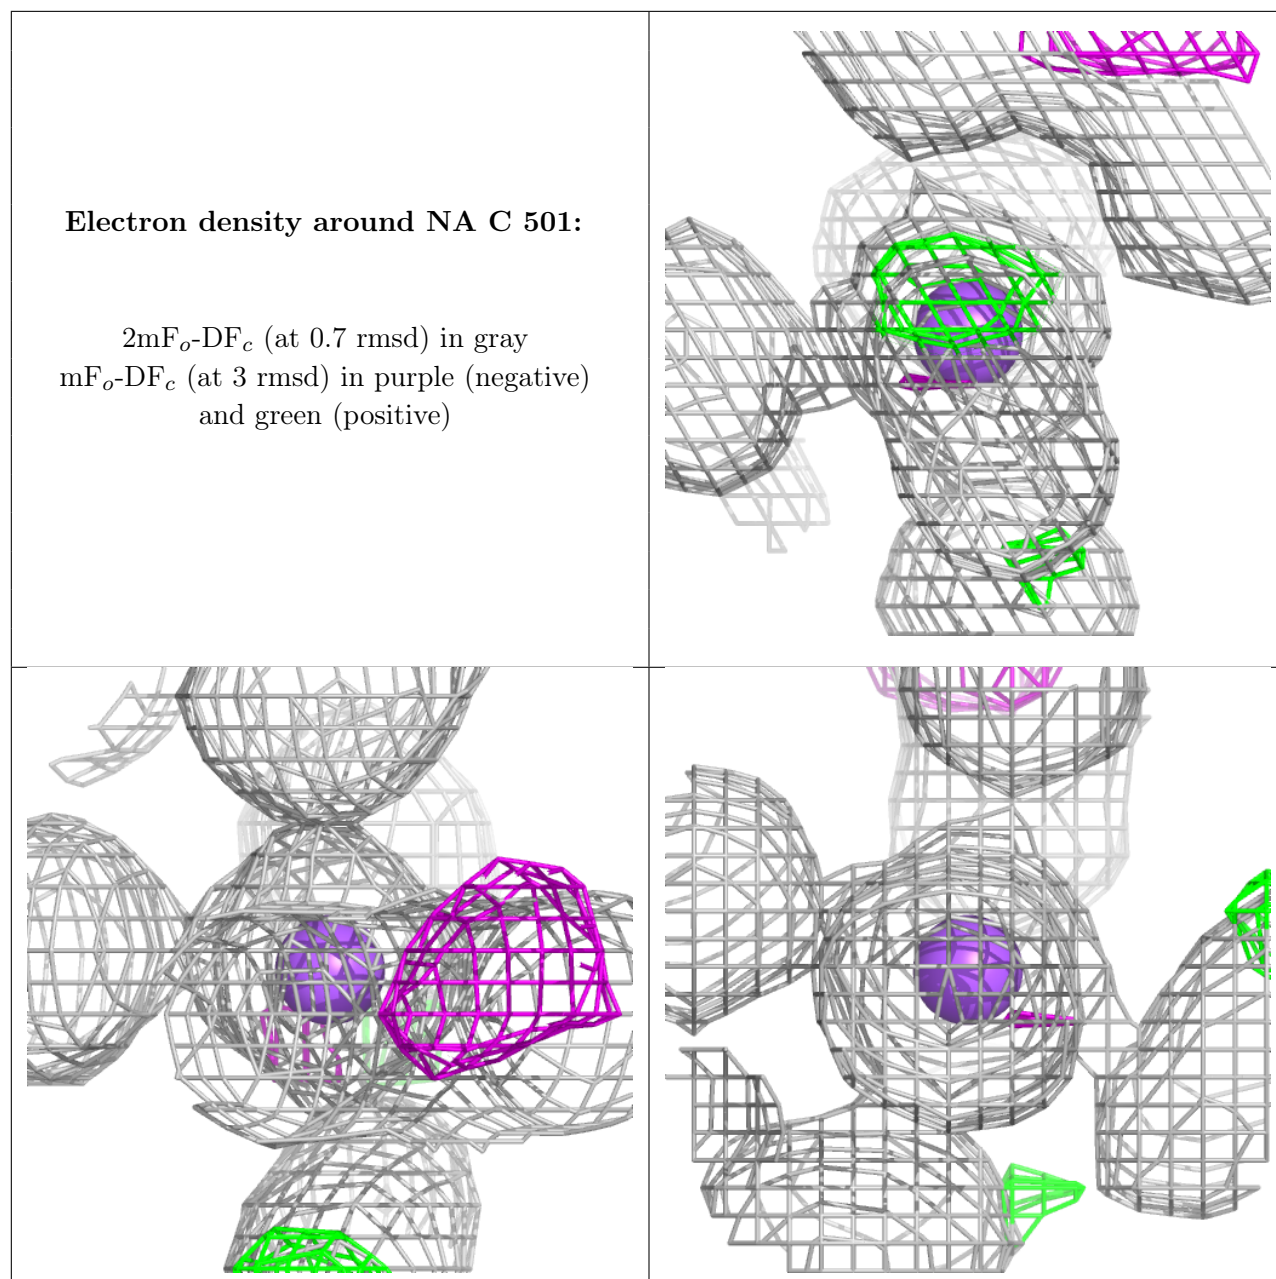 Electron density around NA C 501:
2mFo-DFc (at 0.7 rmsd) in gray
mFo-DFc (at 3 rmsd) in purple (negative)
and green (positive)